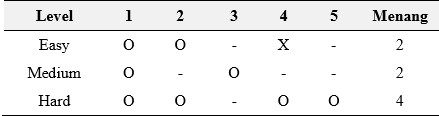 Level 1 2 3 4 5 Menang
Easy O O - X - 2
Medium O - O - - 2
Hard O O - O O 4